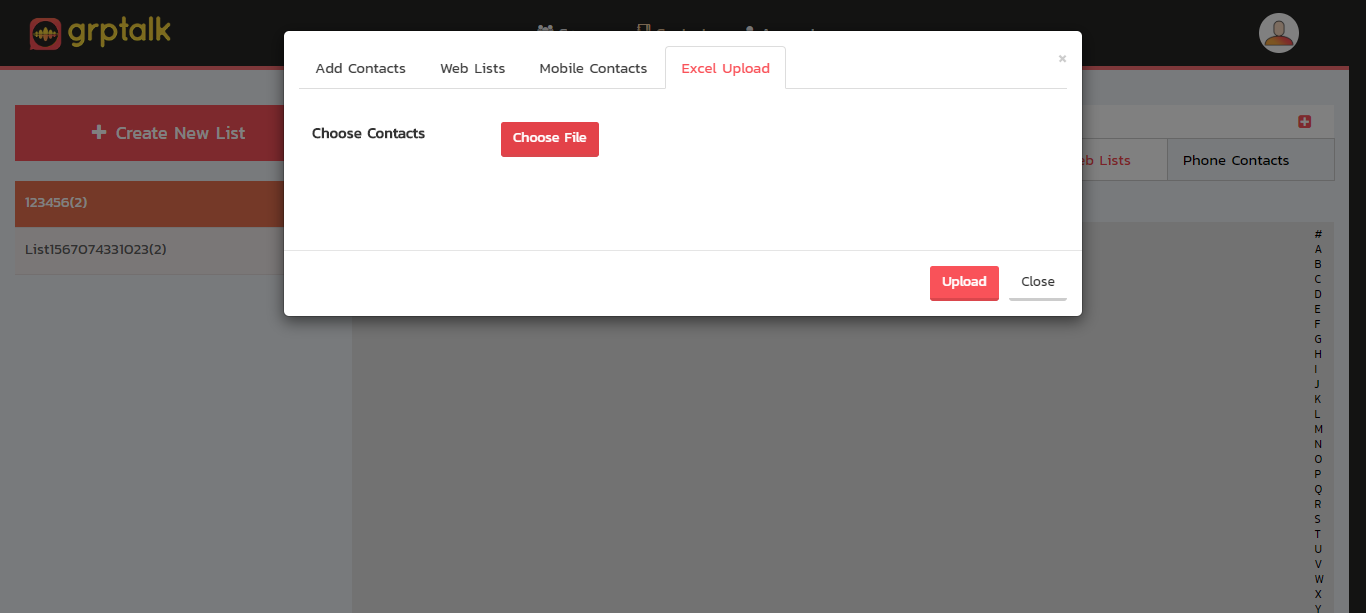 grptalk
Add Contacts
Web Lists
Mobile Contacts
Excel Upload
×
Choose Contacts
Choose File
Upload
Close
Create New List
123456(2)
List1567074331023(2)
Lists
Phone Contacts
#
A
B
C
D
E
F
G
H
I
J
K
L
M
N
O
P
Q
R
S
T
U
V
W
X
Y